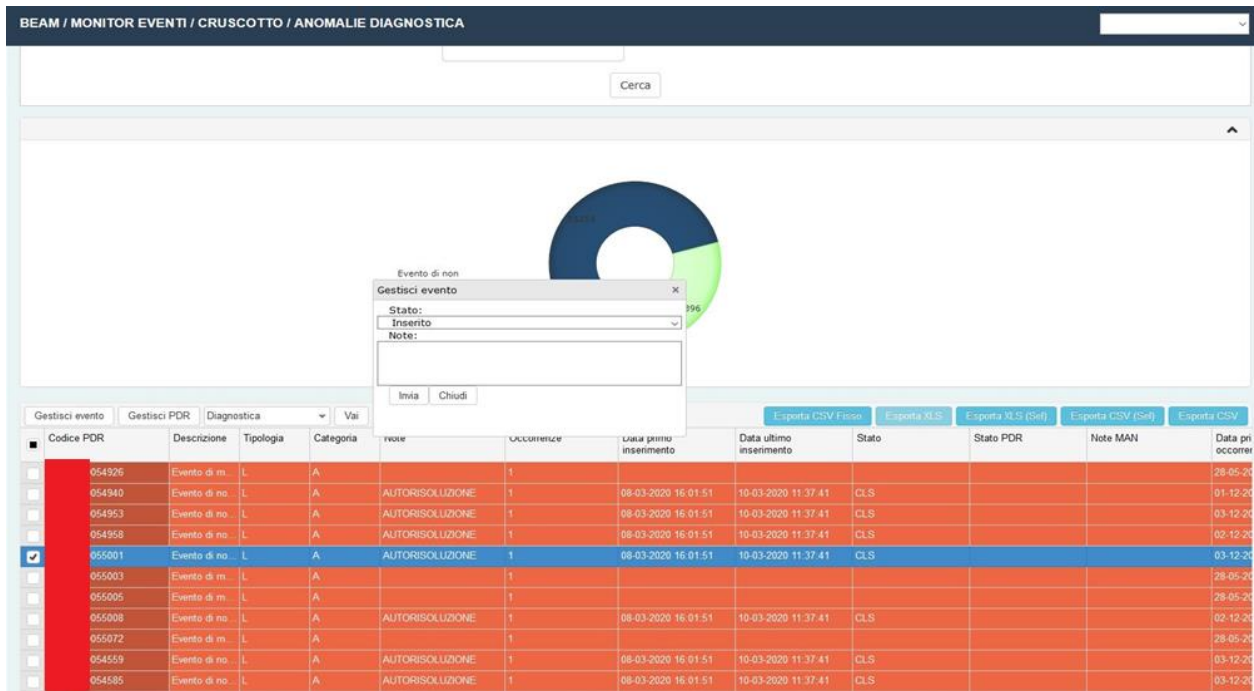 BEAM / MONITOR EVENTI / CRUSCOTTO / ANOMALIE DIAGNOSTICA
Cerca
Evento di non
396
Gestisci evento ×
Stato:
Inserito
Note:
Invia Chiudi
Gestisci evento Gestisci PDR Diagnostica Vai Esporta CSV Fisso Esporta XLS Esporta XLS (Sel) Esporta CSV (Sel) Esporta CSV
Codice PDR Descrizione Tipologia Categoria Note Occorrenze Data primo inserimento Data ultimo inserimento Stato Stato PDR Note MAN Data pri occorrer
054926 Evento di m... L A 1 28-05-20
054940 Evento di no... L A AUTORISOLUZIONE 1 08-03-2020 16:01:51 10-03-2020 11:37:41 CLS 01-12-20
054953 Evento di no... L A AUTORISOLUZIONE 1 08-03-2020 16:01:51 10-03-2020 11:37:41 CLS 03-12-20
054958 Evento di no... L A AUTORISOLUZIONE 1 08-03-2020 16:01:51 10-03-2020 11:37:41 CLS 02-12-20
055001 Evento di no... L A AUTORISOLUZIONE 1 08-03-2020 16:01:51 10-03-2020 11:37:41 CLS 03-12-20
055003 Evento di m... L A 1 28-05-20
055005 Evento di m... L A 1 28-05-20
055008 Evento di no... L A AUTORISOLUZIONE 1 08-03-2020 16:01:51 10-03-2020 11:37:41 CLS 02-12-20
055072 Evento di m... L A 1 28-05-20
054559 Evento di no... L A AUTORISOLUZIONE 1 08-03-2020 16:01:51 10-03-2020 11:37:41 CLS 03-12-20
054585 Evento di no... L A AUTORISOLUZIONE 1 08-03-2020 16:01:51 10-03-2020 11:37:41 CLS 03-12-20